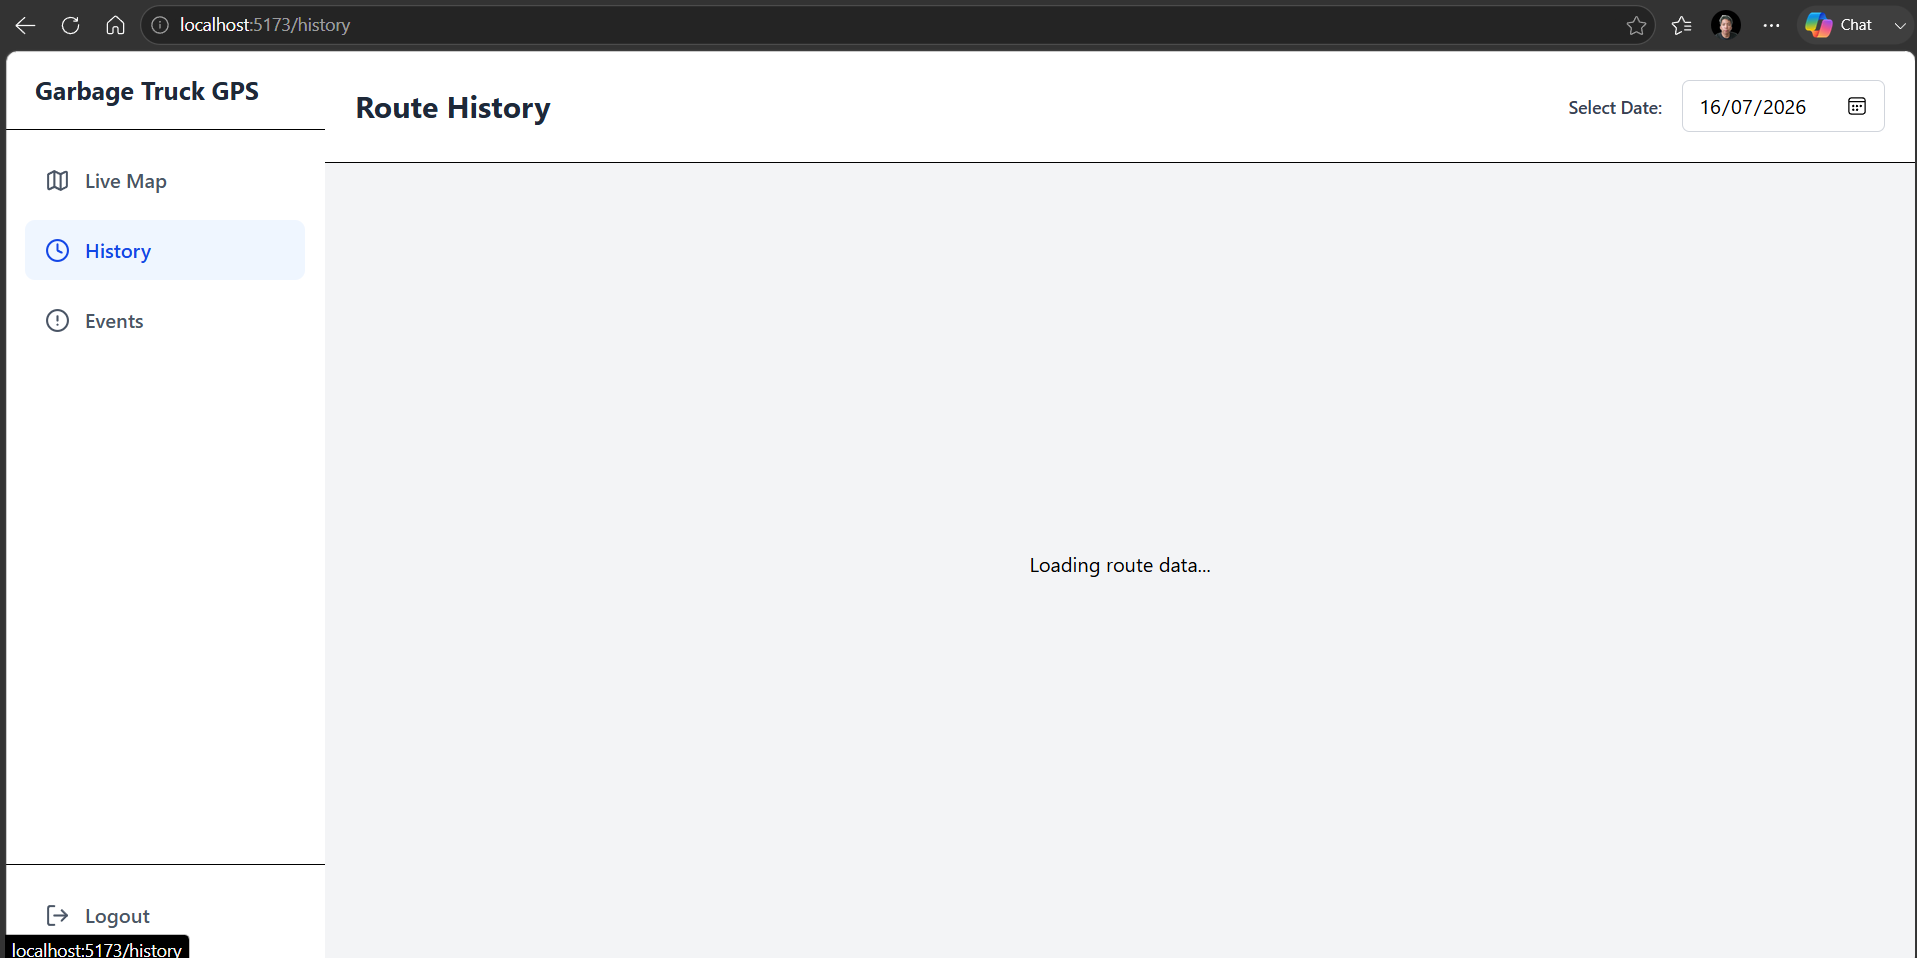 localhost:5173/history
Chat
Garbage Truck GPS
Live Map
History
Events
Logout
localhost:5173/history
Route History
Select Date:
16/07/2026
Loading route data...